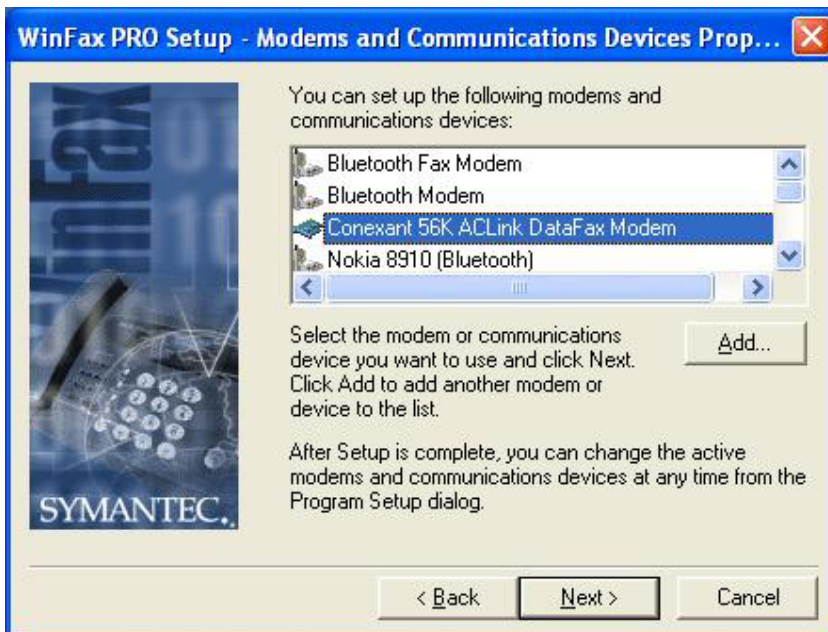 WinFax PRO Setup - Modems and Communications Devices Prop...
WinFax
You can set up the following modems and
communications devices:
Bluetooth Fax Modem
Bluetooth Modem
Conexant 56K ACLink DataFax Modem
Nokia 8910 (Bluetooth)
Select the modem or communications
device you want to use and click Next.
Click Add to add another modem or
device to the list.
Add...
After Setup is complete, you can change the active
modems and communications devices at any time from the
Program Setup dialog.
SYMANTEC.
< Back
Next >
Cancel